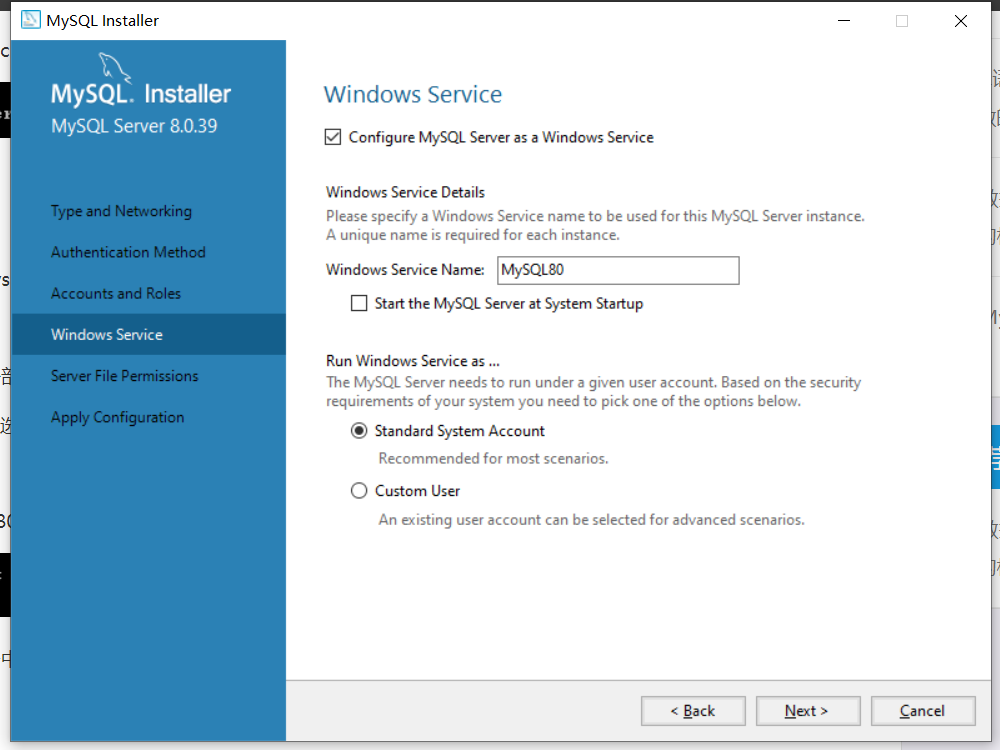 MySQL Installer
MySQL. Installer
MySQL Server 8.0.39
Type and Networking
Authentication Method
Accounts and Roles
Windows Service
Server File Permissions
Apply Configuration
Windows Service
Configure MySQL Server as a Windows Service
Windows Service Details
Please specify a Windows Service name to be used for this MySQL Server instance.
A unique name is required for each instance.
Windows Service Name: MySQL80
Start the MySQL Server at System Startup
Run Windows Service as ...
The MySQL Server needs to run under a given user account. Based on the security
requirements of your system you need to pick one of the options below.
Standard System Account
Recommended for most scenarios.
Custom User
An existing user account can be selected for advanced scenarios.
< Back Next > Cancel